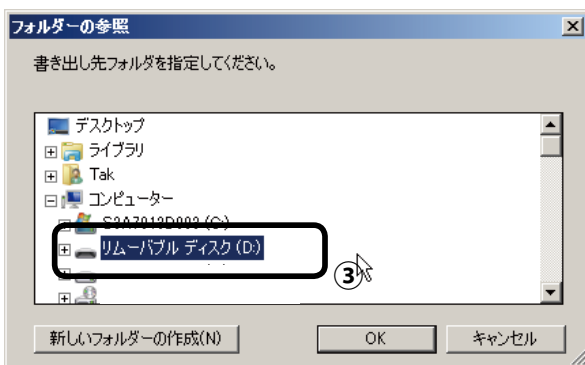 フォルダーの参照
書き出し先フォルダを指定してください。
デスクトップ
ライブラリ
Tak
コンピューター
リムーバブル ディスク (D:)
③
新しいフォルダーの作成(N)
OK
キャンセル